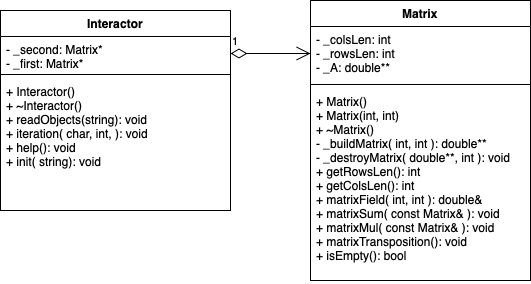 Interactor
- _second: Matrix*
- _first: Matrix*
+ Interactor()
+ ~Interactor()
+ readObjects(string): void
+ iteration( char, int, ): void
+ help(): void
+ init( string): void
1
Matrix
- _colsLen: int
- _rowsLen: int
- _A: double**
+ Matrix()
+ Matrix(int, int)
+ ~Matrix()
- _buildMatrix( int, int ): double**
- _destroyMatrix( double**, int ): void
+ getRowsLen(): int
+ getColsLen(): int
+ matrixField( int, int ): double&
+ matrixSum( const Matrix& ): void
+ matrixMul( const Matrix& ): void
+ matrixTransposition(): void
+ isEmpty(): bool